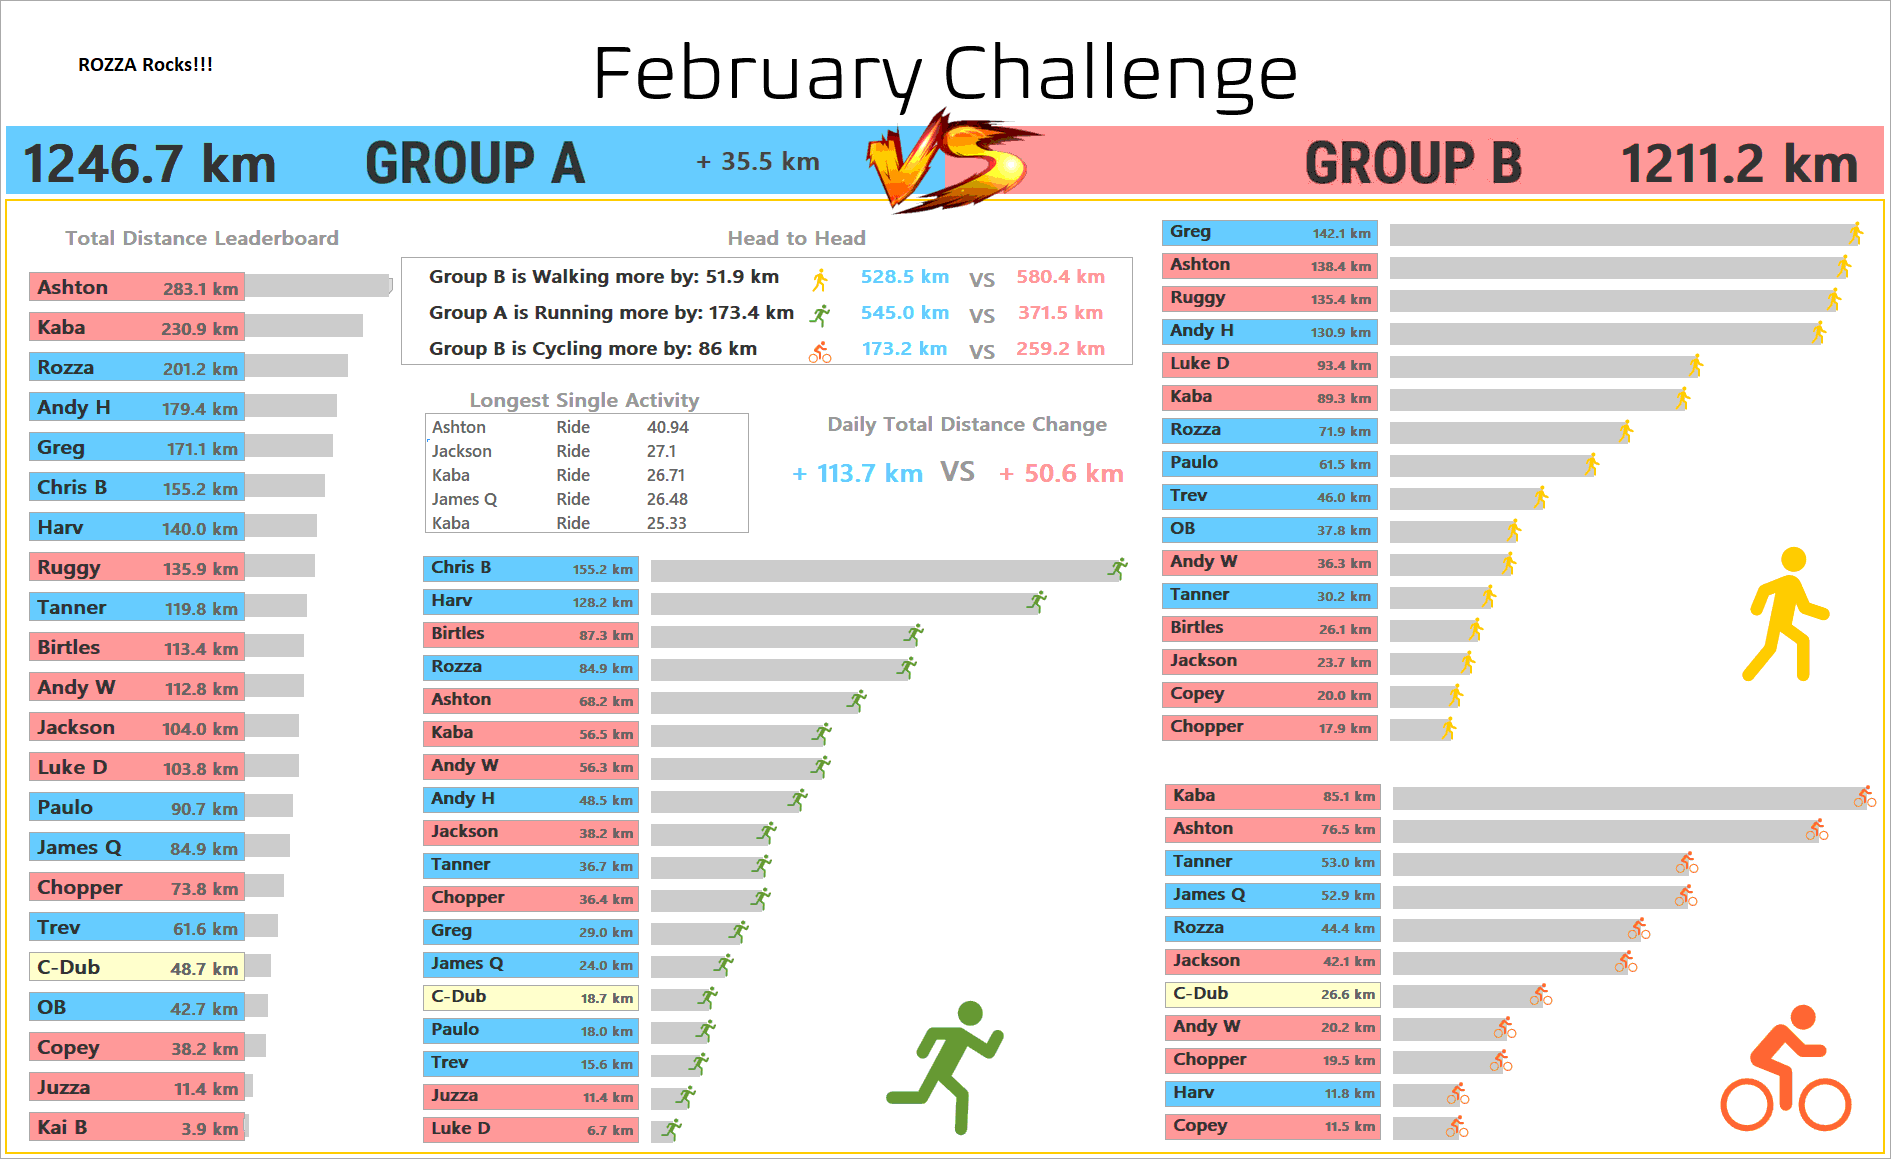 ROZZA Rocks!!!
February Challenge
1246.7 km GROUP A + 35.5 km VS GROUP B 1211.2 km
Total Distance Leaderboard
Ashton 283.1 km
Kaba 230.9 km
Rozza 201.2 km
Andy H 179.4 km
Greg 171.1 km
Chris B 155.2 km
Harv 140.0 km
Ruggy 135.9 km
Tanner 119.8 km
Birtles 113.4 km
Andy W 112.8 km
Jackson 104.0 km
Luke D 103.8 km
Paulo 90.7 km
James Q 84.9 km
Chopper 73.8 km
Trev 61.6 km
C-Dub 48.7 km
OB 42.7 km
Copey 38.2 km
Juzza 11.4 km
Kai B 3.9 km
Head to Head
Group B is Walking more by: 51.9 km 528.5 km VS 580.4 km
Group A is Running more by: 173.4 km 545.0 km VS 371.5 km
Group B is Cycling more by: 86 km 173.2 km VS 259.2 km
Longest Single Activity
Ashton Ride 40.94
Jackson Ride 27.1
Kaba Ride 26.71
James Q Ride 26.48
Kaba Ride 25.33
Daily Total Distance Change
+ 113.7 km VS + 50.6 km
Chris B 155.2 km
Harv 128.2 km
Birtles 87.3 km
Rozza 84.9 km
Ashton 68.2 km
Kaba 56.5 km
Andy W 56.3 km
Andy H 48.5 km
Jackson 38.2 km
Tanner 36.7 km
Chopper 36.4 km
Greg 29.0 km
James Q 24.0 km
C-Dub 18.7 km
Paulo 18.0 km
Trev 15.6 km
Juzza 11.4 km
Luke D 6.7 km
Greg 142.1 km
Ashton 138.4 km
Ruggy 135.4 km
Andy H 130.9 km
Luke D 93.4 km
Kaba 89.3 km
Rozza 71.9 km
Paulo 61.5 km
Trev 46.0 km
OB 37.8 km
Andy W 36.3 km
Tanner 30.2 km
Birtles 26.1 km
Jackson 23.7 km
Copey 20.0 km
Chopper 17.9 km
Kaba 85.1 km
Ashton 76.5 km
Tanner 53.0 km
James Q 52.9 km
Rozza 44.4 km
Jackson 42.1 km
C-Dub 26.6 km
Andy W 20.2 km
Chopper 19.5 km
Harv 11.8 km
Copey 11.5 km